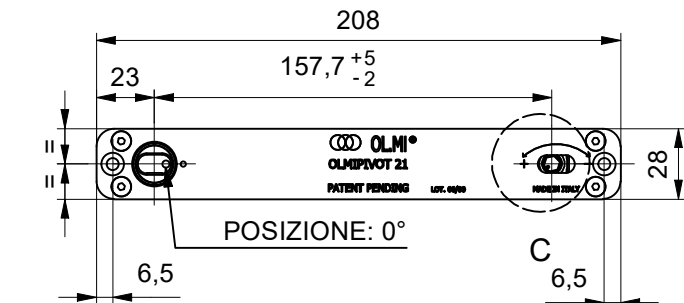 208
157,7 +5 -2
23
=
=
OLMI®
OLMIPIVOT 21
PATENT PENDING
MADE IN ITALY
+ -
28
POSIZIONE: 0°
C
6,5
6,5